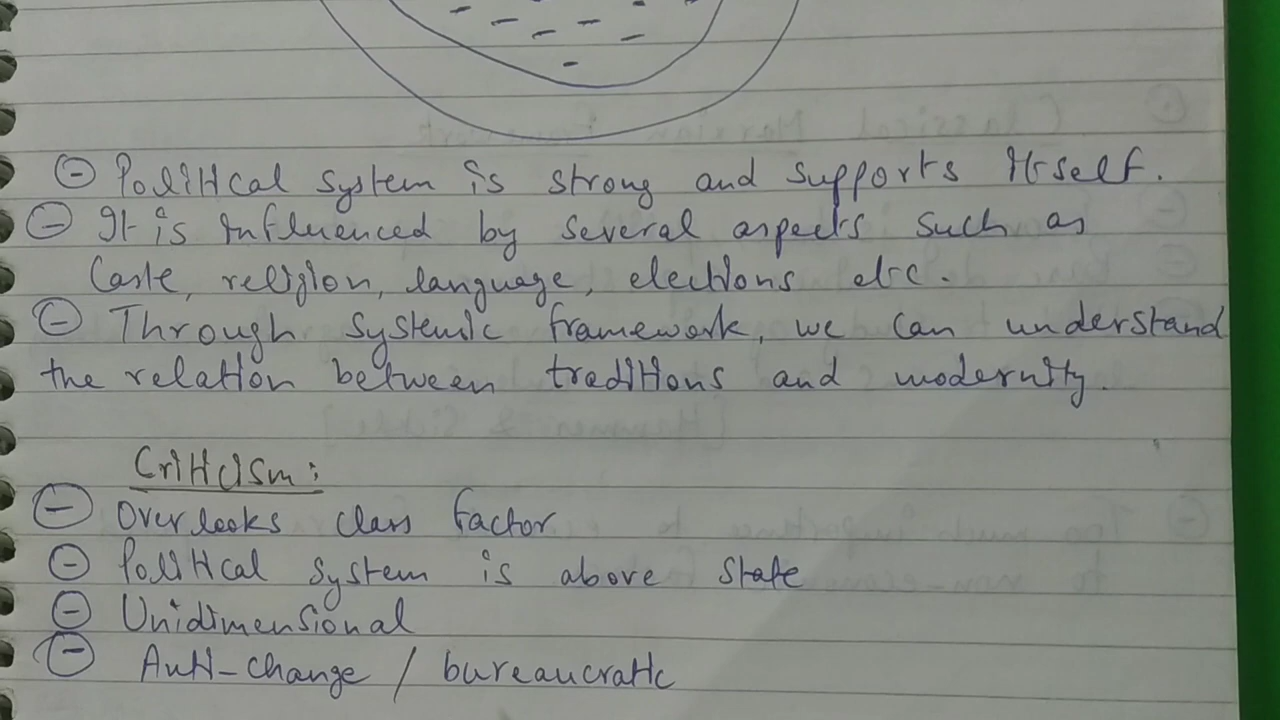 ⊖ Political system is strong and supports itself.
⊖ It is influenced by several aspects such as
Caste, religion, language, elections etc.
⊖ Through systemic framework, we can understand
the relation between traditions and modernity.
Criticism:
⊖ Overlooks class factor
⊖ Political system is above state
⊖ Unidimensional
⊖ Anti-change / bureaucratic